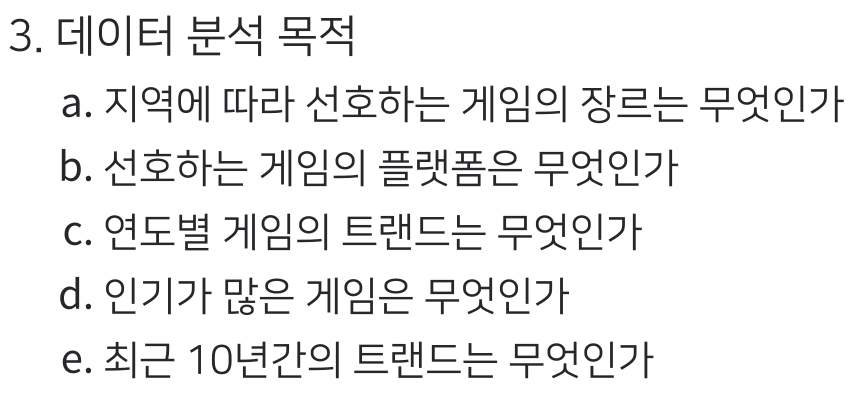 3. 데이터 분석 목적
a. 지역에 따라 선호하는 게임의 장르는 무엇인가
b. 선호하는 게임의 플랫폼은 무엇인가
c. 연도별 게임의 트랜드는 무엇인가
d. 인기가 많은 게임은 무엇인가
e. 최근 10년간의 트랜드는 무엇인가